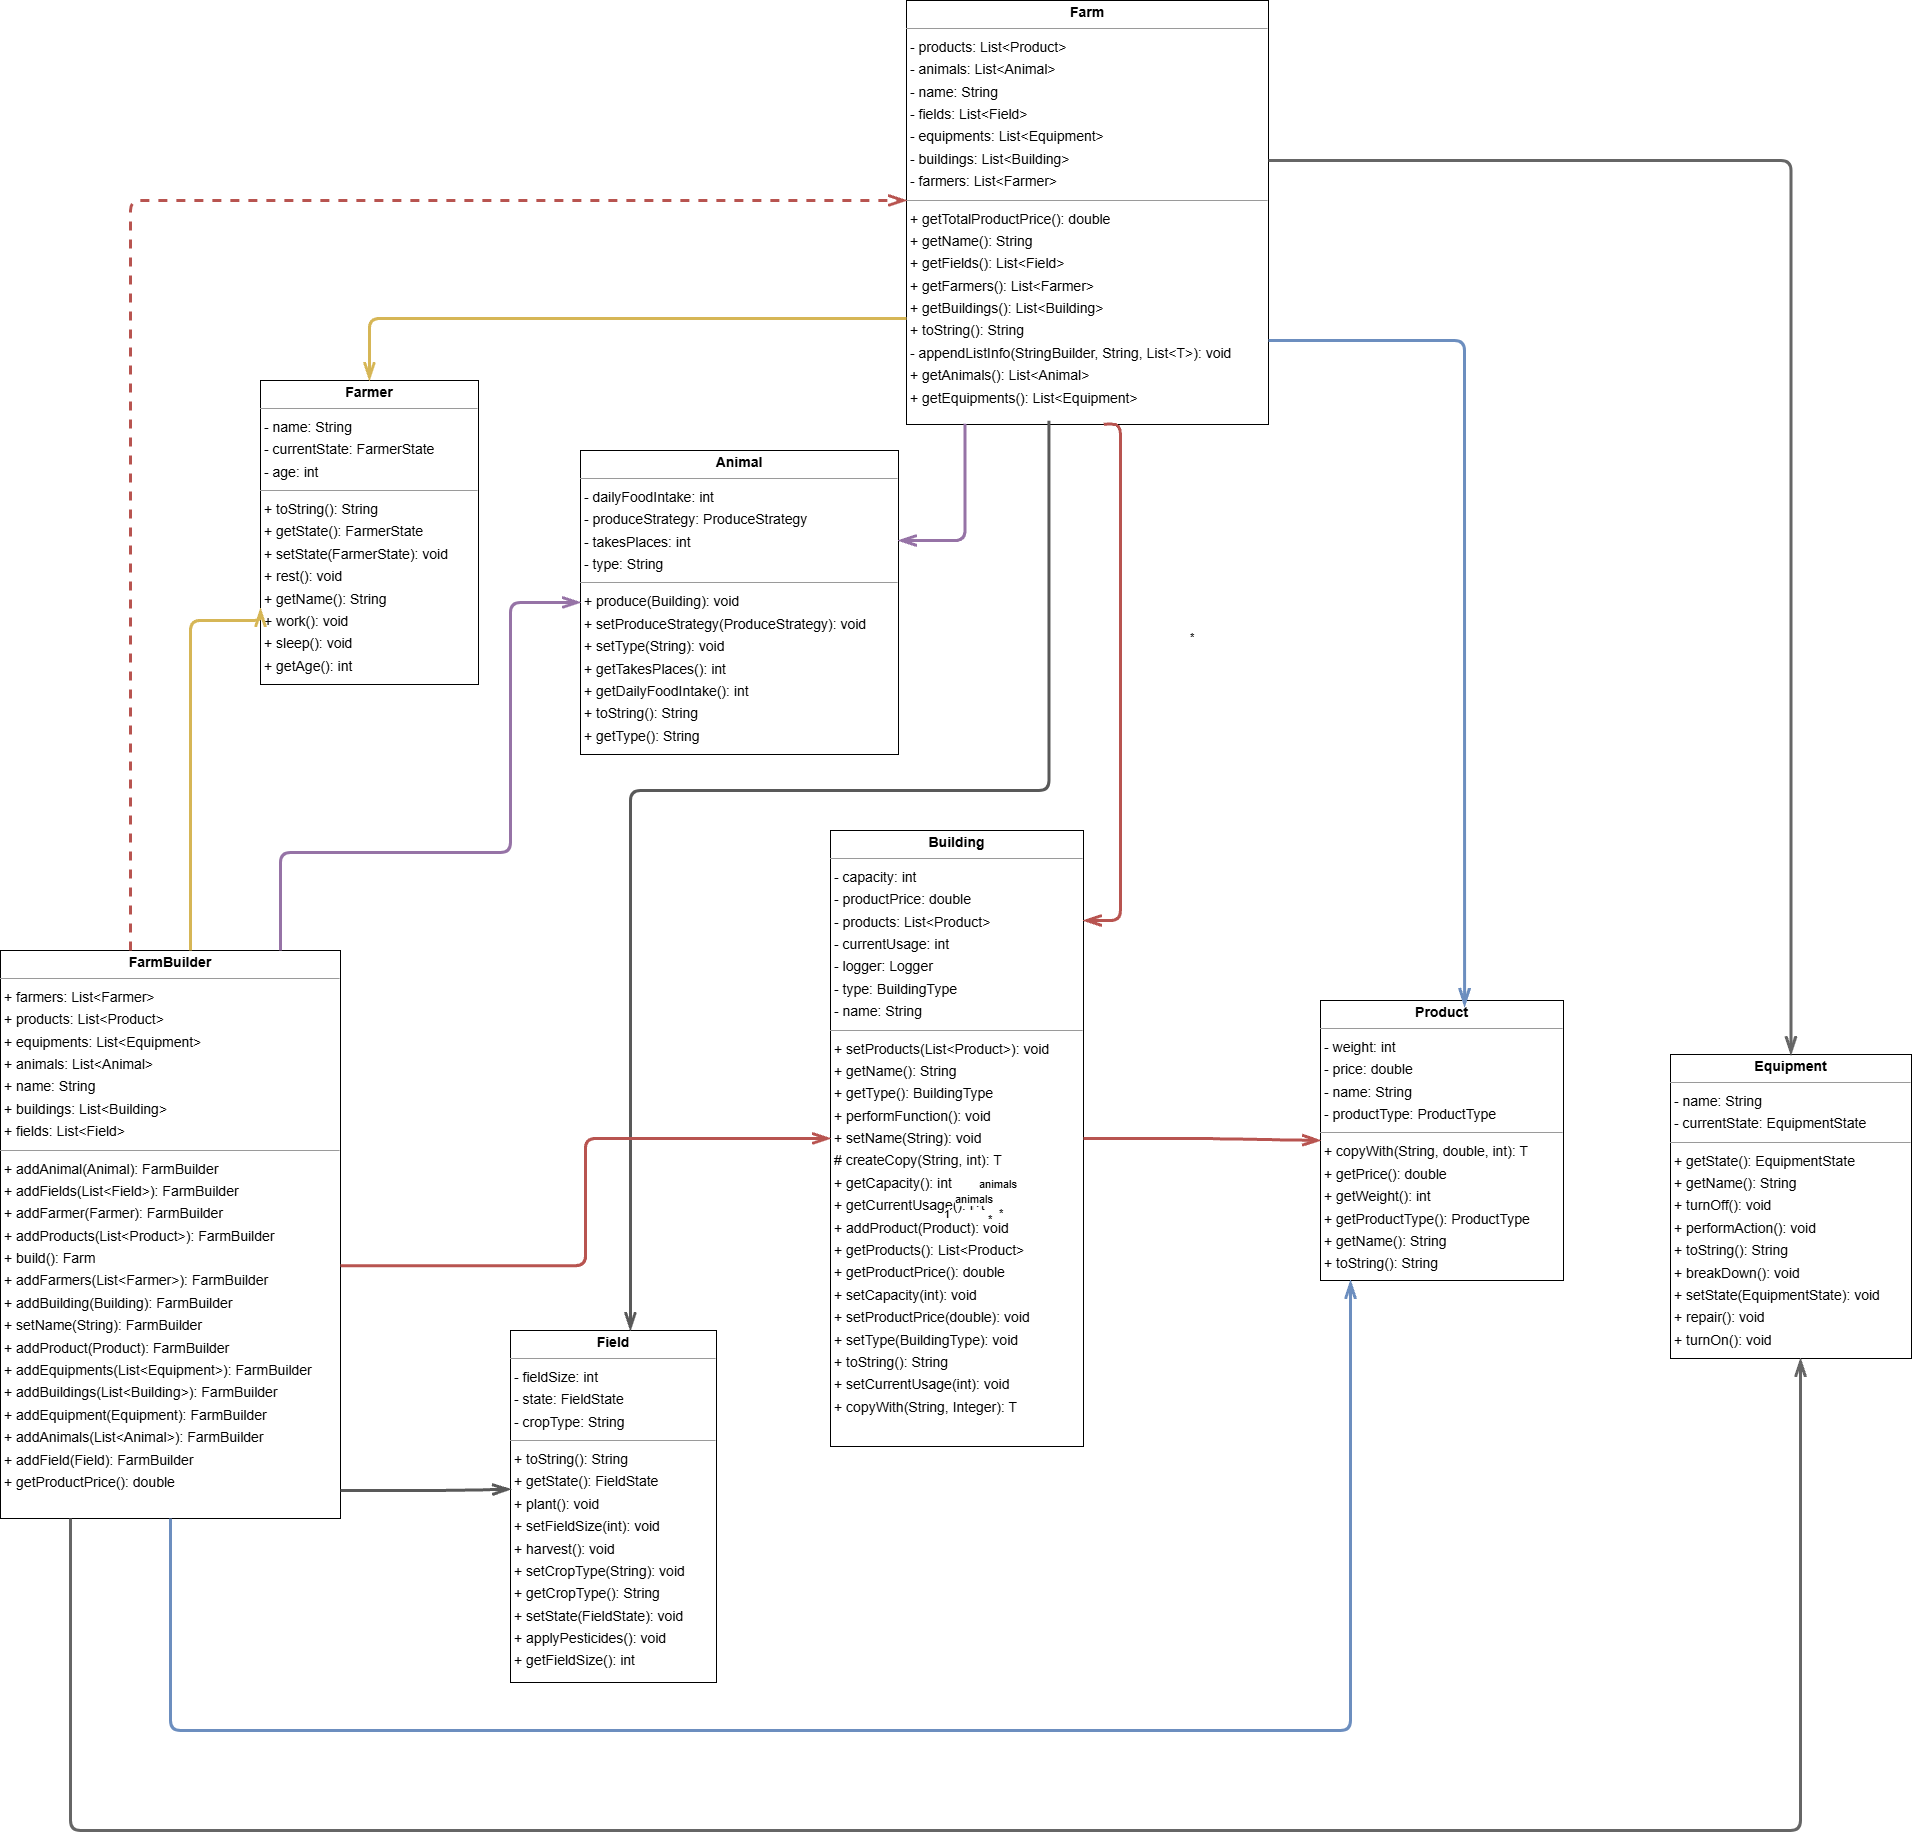 Farm
- products: List<Product>
- animals: List<Animal>
- name: String
- fields: List<Field>
- equipments: List<Equipment>
- buildings: List<Building>
- farmers: List<Farmer>
+ getTotalProductPrice(): double
+ getName(): String
+ getFields(): List<Field>
+ getFarmers(): List<Farmer>
+ getBuildings(): List<Building>
+ toString(): String
- appendListInfo(StringBuilder, String, List<T>): void
+ getAnimals(): List<Animal>
+ getEquipments(): List<Equipment>
Farmer
- name: String
- currentState: FarmerState
- age: int
+ toString(): String
+ getState(): FarmerState
+ setState(FarmerState): void
+ rest(): void
+ getName(): String
+ work(): void
+ sleep(): void
+ getAge(): int
Animal
- dailyFoodIntake: int
- produceStrategy: ProduceStrategy
- takesPlaces: int
- type: String
+ produce(Building): void
+ setProduceStrategy(ProduceStrategy): void
+ setType(String): void
+ getTakesPlaces(): int
+ getDailyFoodIntake(): int
+ toString(): String
+ getType(): String
*
Building
- capacity: int
- productPrice: double
- products: List<Product>
- currentUsage: int
- logger: Logger
- type: BuildingType
- name: String
+ setProducts(List<Product>): void
+ getName(): String
+ getType(): BuildingType
+ performFunction(): void
+ setName(String): void
# createCopy(String, int): T
+ getCapacity(): int
animals
animals
+ getCurrentUsage():
1
* *
+ addProduct(Product): void
+ getProducts(): List<Product>
+ getProductPrice(): double
+ setCapacity(int): void
+ setProductPrice(double): void
+ setType(BuildingType): void
+ toString(): String
+ setCurrentUsage(int): void
+ copyWith(String, Integer): T
FarmBuilder
+ farmers: List<Farmer>
+ products: List<Product>
+ equipments: List<Equipment>
+ animals: List<Animal>
+ name: String
+ buildings: List<Building>
+ fields: List<Field>
+ addAnimal(Animal): FarmBuilder
+ addFields(List<Field>): FarmBuilder
+ addFarmer(Farmer): FarmBuilder
+ addProducts(List<Product>): FarmBuilder
+ build(): Farm
+ addFarmers(List<Farmer>): FarmBuilder
+ addBuilding(Building): FarmBuilder
+ setName(String): FarmBuilder
+ addProduct(Product): FarmBuilder
+ addEquipments(List<Equipment>): FarmBuilder
+ addBuildings(List<Building>): FarmBuilder
+ addEquipment(Equipment): FarmBuilder
+ addAnimals(List<Animal>): FarmBuilder
+ addField(Field): FarmBuilder
+ getProductPrice(): double
Product
- weight: int
- price: double
- name: String
- productType: ProductType
+ copyWith(String, double, int): T
+ getPrice(): double
+ getWeight(): int
+ getProductType(): ProductType
+ getName(): String
+ toString(): String
Equipment
- name: String
- currentState: EquipmentState
+ getState(): EquipmentState
+ getName(): String
+ turnOff(): void
+ performAction(): void
+ toString(): String
+ breakDown(): void
+ setState(EquipmentState): void
+ repair(): void
+ turnOn(): void
Field
- fieldSize: int
- state: FieldState
- cropType: String
+ toString(): String
+ getState(): FieldState
+ plant(): void
+ setFieldSize(int): void
+ harvest(): void
+ setCropType(String): void
+ getCropType(): String
+ setState(FieldState): void
+ applyPesticides(): void
+ getFieldSize(): int